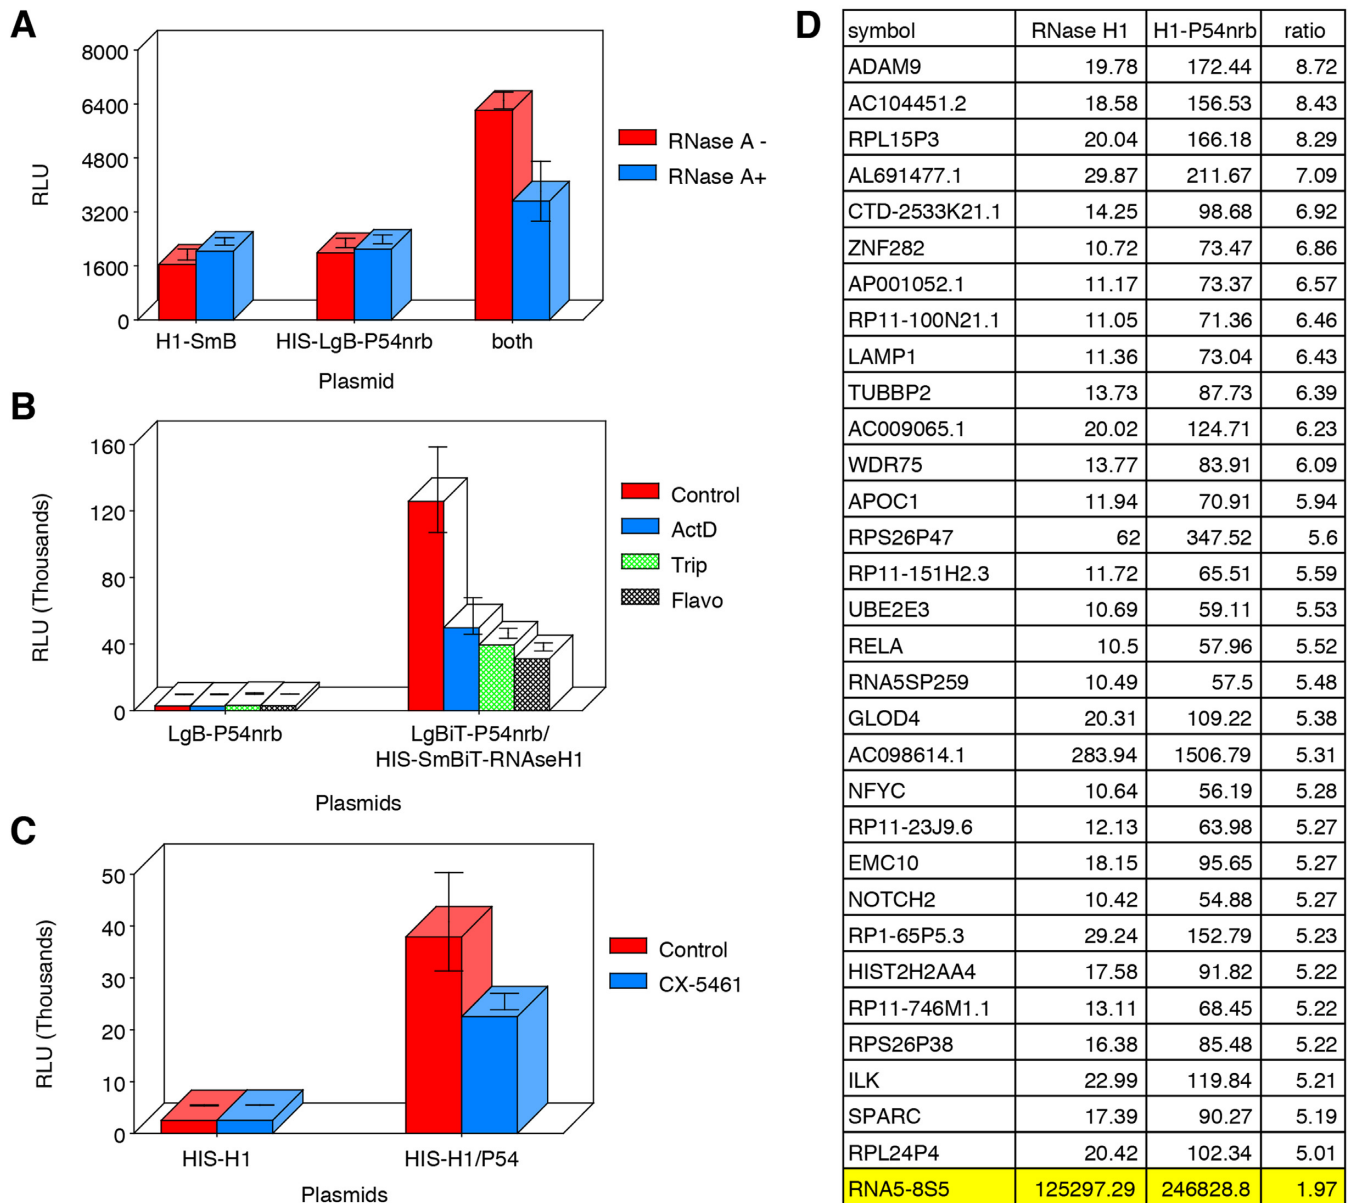 A
8000
6400
4800
3200
1600
0
RLU
H1-SmB HIS-LgB-P54nrb both
Plasmid
RNase A -
RNase A+
B
160
120
80
40
0
RLU (Thousands)
LgB-P54nrb LgBiT-P54nrb/
HIS-SmBiT-RNAseH1
Plasmids
Control
ActD
Trip
Flavo
C
50
40
30
20
10
0
RLU (Thousands)
HIS-H1 HIS-H1/P54
Plasmids
Control
CX-5461
D
symbol RNase H1 H1-P54nrb ratio
ADAM9 19.78 172.44 8.72
AC104451.2 18.58 156.53 8.43
RPL15P3 20.04 166.18 8.29
AL691477.1 29.87 211.67 7.09
CTD-2533K21.1 14.25 98.68 6.92
ZNF282 10.72 73.47 6.86
AP001052.1 11.17 73.37 6.57
RP11-100N21.1 11.05 71.36 6.46
LAMP1 11.36 73.04 6.43
TUBBP2 13.73 87.73 6.39
AC009065.1 20.02 124.71 6.23
WDR75 13.77 83.91 6.09
APOC1 11.94 70.91 5.94
RPS26P47 62 347.52 5.6
RP11-151H2.3 11.72 65.51 5.59
UBE2E3 10.69 59.11 5.53
RELA 10.5 57.96 5.52
RNA5SP259 10.49 57.5 5.48
GLOD4 20.31 109.22 5.38
AC098614.1 283.94 1506.79 5.31
NFYC 10.64 56.19 5.28
RP11-23J9.6 12.13 63.98 5.27
EMC10 18.15 95.65 5.27
NOTCH2 10.42 54.88 5.27
RP1-65P5.3 29.24 152.79 5.23
HIST2H2AA4 17.58 91.82 5.22
RP11-746M1.1 13.11 68.45 5.22
RPS26P38 16.38 85.48 5.22
ILK 22.99 119.84 5.21
SPARC 17.39 90.27 5.19
RPL24P4 20.42 102.34 5.01
RNA5-8S5 125297.29 246828.8 1.97